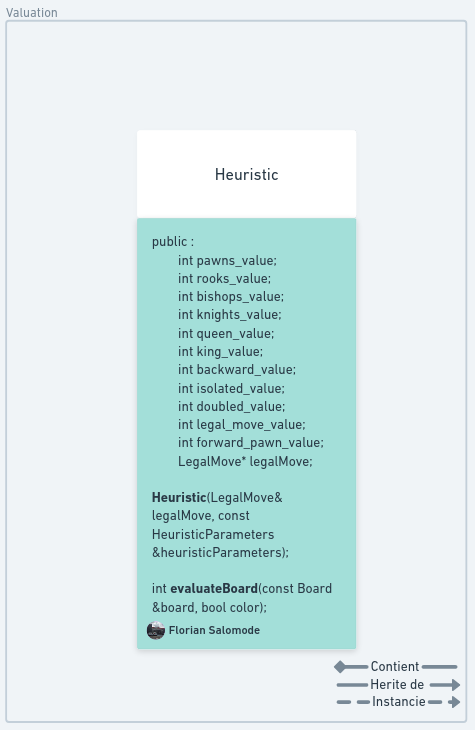 Valuation
Heuristic
public :
int pawns_value;
int rooks_value;
int bishops_value;
int knights_value;
int queen_value;
int king_value;
int backward_value;
int isolated_value;
int doubled_value;
int legal_move_value;
int forward_pawn_value;
LegalMove* legalMove;
Heuristic(LegalMove&
legalMove, const
HeuristicParameters
&heuristicParameters);
int evaluateBoard(const Board
&board, bool color);
Florian Salomode
Contient
Herite de
Instancie